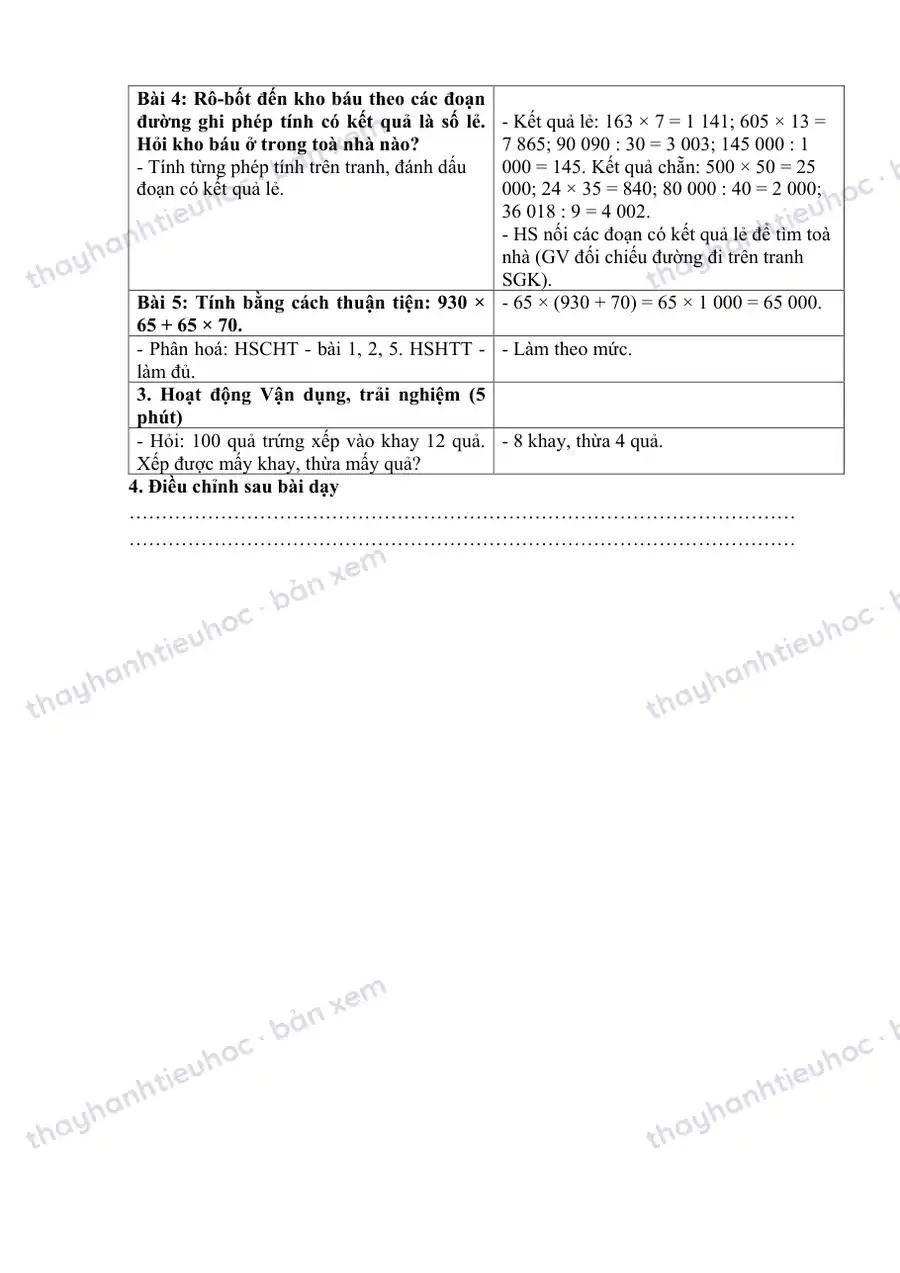 Bài 4: Rô-bốt đến kho báu theo các đoạn
đường ghi phép tính có kết quả là số lẻ.
Hỏi kho báu ở trong toà nhà nào?
- Tính từng phép tính trên tranh, đánh dấu
đoạn có kết quả lẻ.
- Kết quả lẻ: 163 × 7 = 1 141; 605 × 13 =
7 865; 90 090 : 30 = 3 003; 145 000 : 1
000 = 145. Kết quả chẵn: 500 × 50 = 25
000; 24 × 35 = 840; 80 000 : 40 = 2 000;
36 018 : 9 = 4 002.
- HS nối các đoạn có kết quả lẻ để tìm toà
nhà (GV đối chiếu đường đi trên tranh
SGK).
Bài 5: Tính bằng cách thuận tiện: 930 ×
65 + 65 × 70.
- 65 × (930 + 70) = 65 × 1 000 = 65 000.
- Phân hoá: HSCHT - bài 1, 2, 5. HSHTT -
làm đủ.
- Làm theo mức.
3. Hoạt động Vận dụng, trải nghiệm (5
phút)
- Hỏi: 100 quả trứng xếp vào khay 12 quả.
Xếp được mấy khay, thừa mấy quả?
- 8 khay, thừa 4 quả.
4. Điều chỉnh sau bài dạy
thayhanhtieuhoc · bản xem
thayhanhtieuhoc · b
thayhanhtieuhoc · bản xem
thayhanhtieuhoc · b
thayhanhtieuhoc · bản xem
thayhanhtieuhoc · b